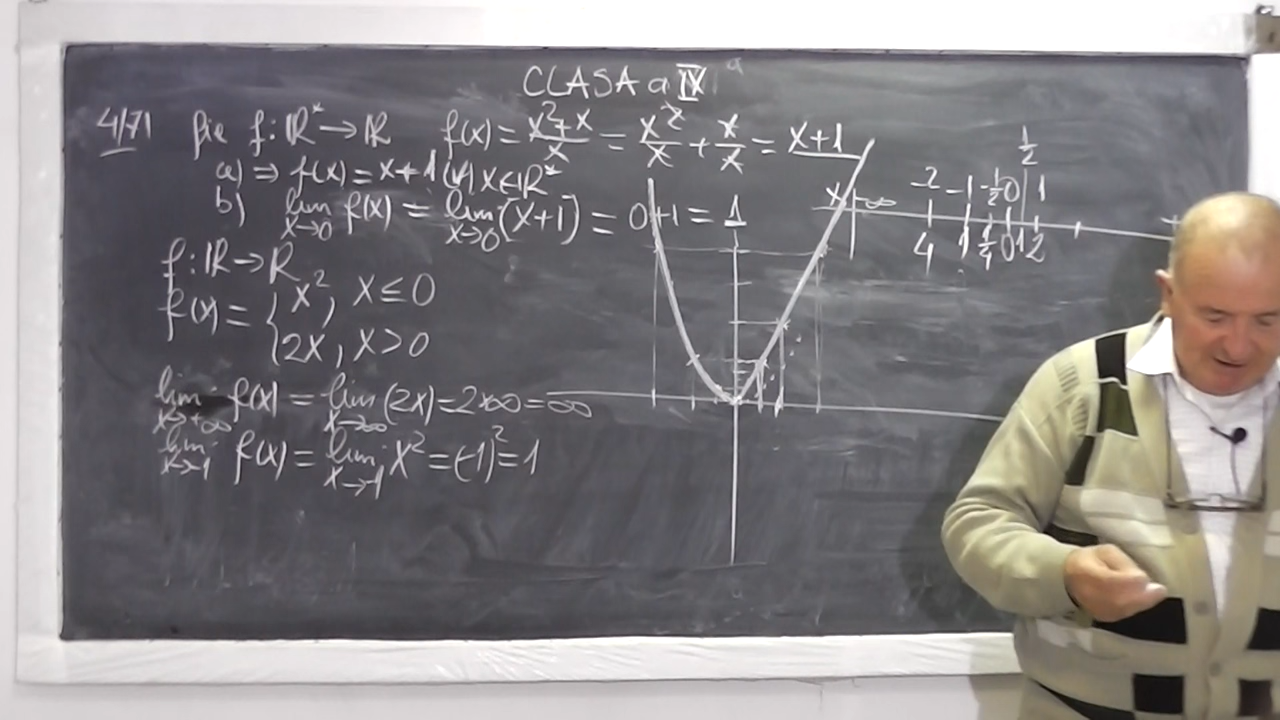 CLASA a IX a
4/71 fie f: ℝ* → ℝ f(x) = (x²+x)/x = x²/x + x/x = x+1
a) ⇒ f(x) = x+1 (∀) x∈ℝ*
b) lim x→0 f(x) = lim x→0 (x+1) = 0+1 = 1
f: ℝ → ℝ
f(x) = { x², x ≤ 0
2x, x > 0
lim x→+∞ f(x) = lim x→∞ (2x) = 2·∞ = ∞
lim x→-1 f(x) = lim x→-1 x² = (-1)² = 1
x -∞ -2 -1 -1/2 0 1/2 1
4 1 1/4 0 1 2